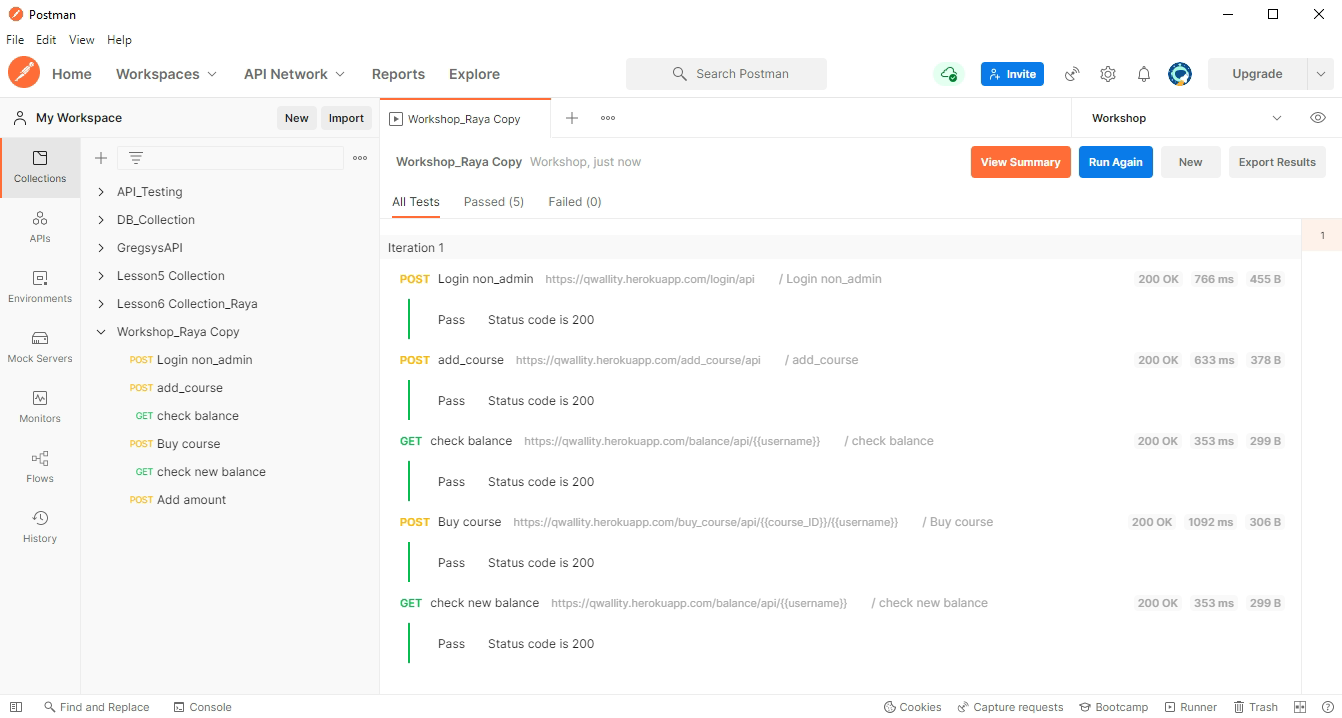 Postman
File Edit View Help
Home Workspaces API Network Reports Explore Search Postman Invite Upgrade
My Workspace New Import Workshop_Raya Copy Workshop
Collections
APIs
Environments
Mock Servers
Monitors
Flows
History
API_Testing
DB_Collection
GregsysAPI
Lesson5 Collection
Lesson6 Collection_Raya
Workshop_Raya Copy
POST Login non_admin
POST add_course
GET check balance
POST Buy course
GET check new balance
POST Add amount
Workshop_Raya Copy Workshop, just now View Summary Run Again New Export Results
All Tests Passed (5) Failed (0)
1
Iteration 1
POST Login non_admin https://qwallity.herokuapp.com/login/api / Login non_admin 200 OK 766 ms 455 B
Pass Status code is 200
POST add_course https://qwallity.herokuapp.com/add_course/api / add_course 200 OK 633 ms 378 B
Pass Status code is 200
GET check balance https://qwallity.herokuapp.com/balance/api/{{username}} / check balance 200 OK 353 ms 299 B
Pass Status code is 200
POST Buy course https://qwallity.herokuapp.com/buy_course/api/{{course_ID}}/{{username}} / Buy course 200 OK 1092 ms 306 B
Pass Status code is 200
GET check new balance https://qwallity.herokuapp.com/balance/api/{{username}} / check new balance 200 OK 353 ms 299 B
Pass Status code is 200
Find and Replace Console Cookies Capture requests Bootcamp Runner Trash